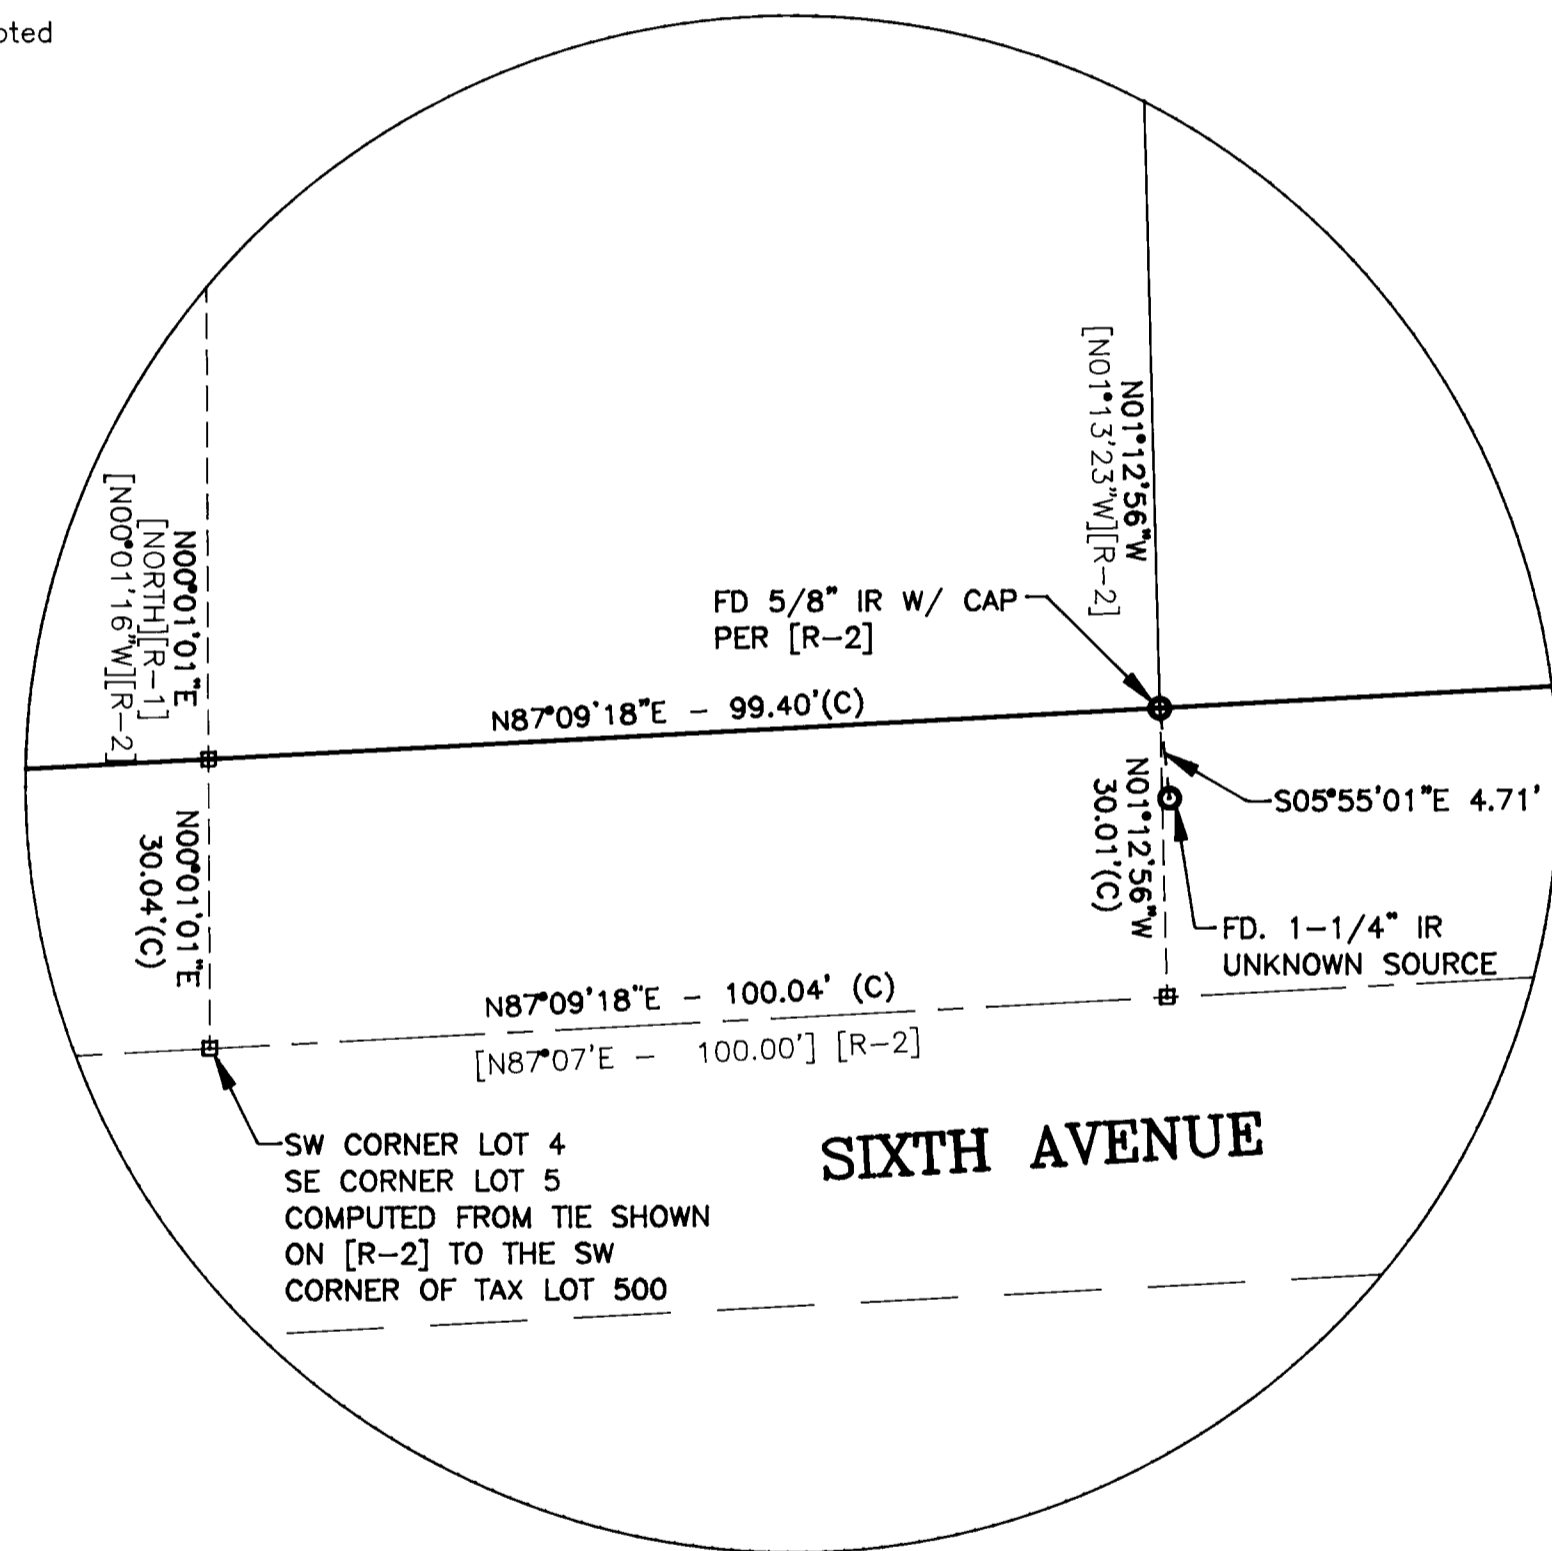 oted
N01°12'56"W
[N01°13'23"W][R-2]
N00°01'01"E
[NORTH][R-1]
[N00°01'16"W][R-2]
FD 5/8" IR W/ CAP
PER [R-2]
N87°09'18"E - 99.40'(C)
N01°12'56"W
30.01'(C)
S05°55'01"E 4.71'
N00°01'01"E
30.04'(C)
FD. 1-1/4" IR
UNKNOWN SOURCE
N87°09'18"E - 100.04' (C)
[N87°07'E - 100.00'] [R-2]
SIXTH AVENUE
SW CORNER LOT 4
SE CORNER LOT 5
COMPUTED FROM TIE SHOWN
ON [R-2] TO THE SW
CORNER OF TAX LOT 500